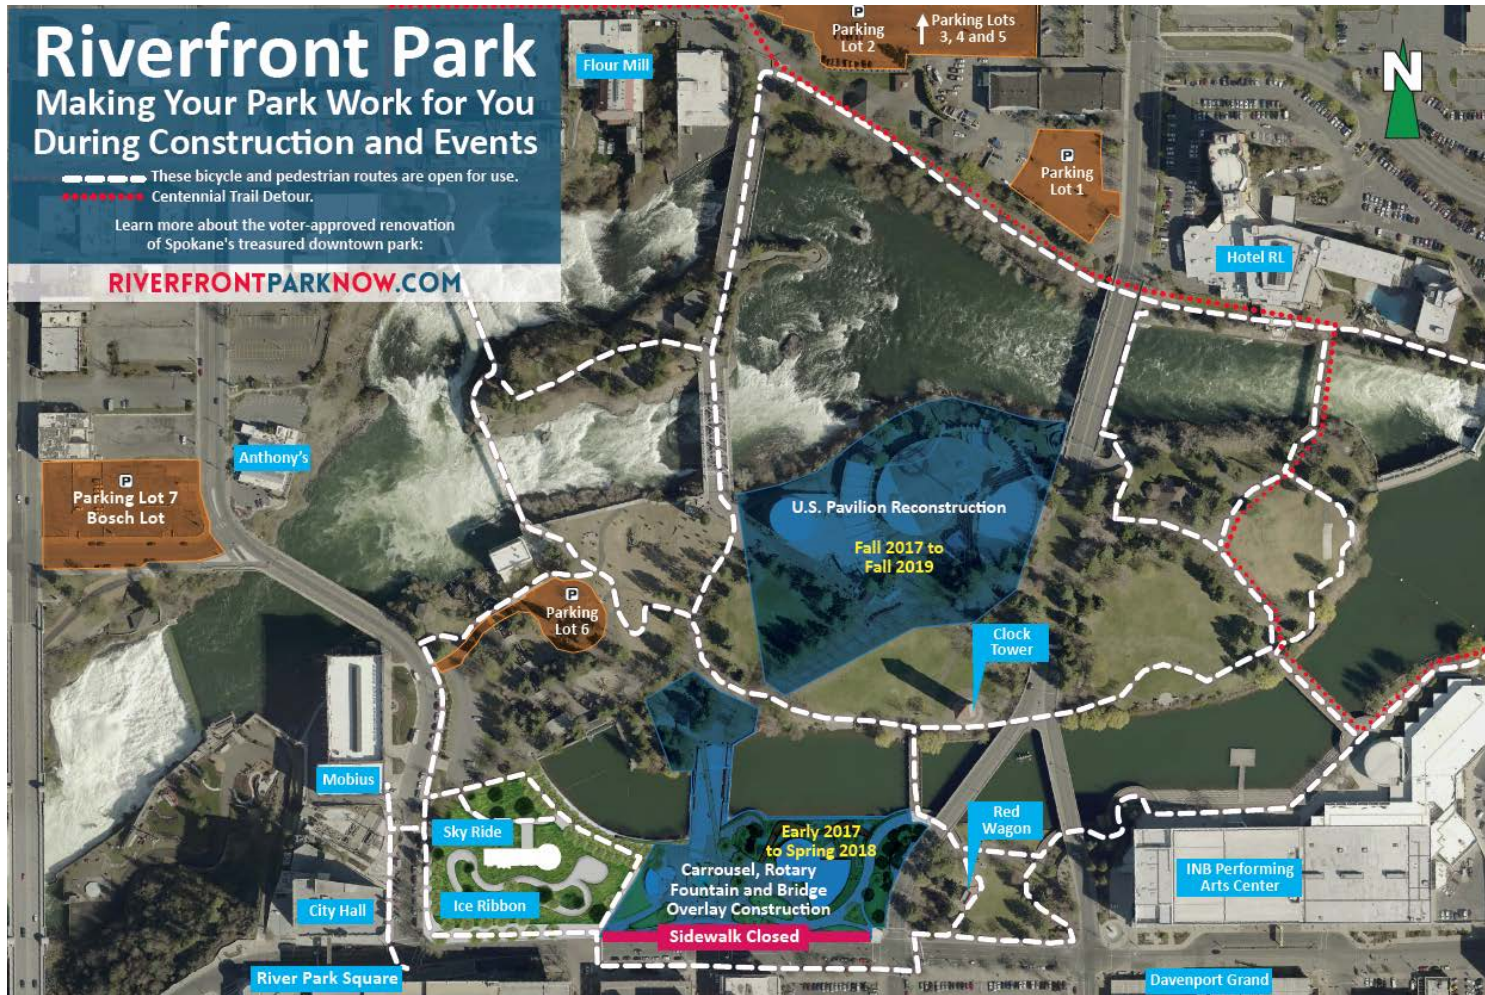 Riverfront Park
Making Your Park Work for You
During Construction and Events
These bicycle and pedestrian routes are open for use.
Centennial Trail Detour.
Learn more about the voter-approved renovation
of Spokane's treasured downtown park:
RIVERFRONTPARKNOW.COM
Flour Mill
P
Parking
Lot 2
Parking Lots
3, 4 and 5
N
P
Parking
Lot 1
Hotel RL
Anthony's
P
Parking Lot 7
Bosch Lot
U.S. Pavilion Reconstruction
Fall 2017 to
Fall 2019
P
Parking
Lot 6
Clock
Tower
Mobius
Sky Ride
Ice Ribbon
City Hall
Early 2017
to Spring 2018
Carrousel, Rotary
Fountain and Bridge
Overlay Construction
Sidewalk Closed
Red
Wagon
INB Performing
Arts Center
River Park Square
Davenport Grand